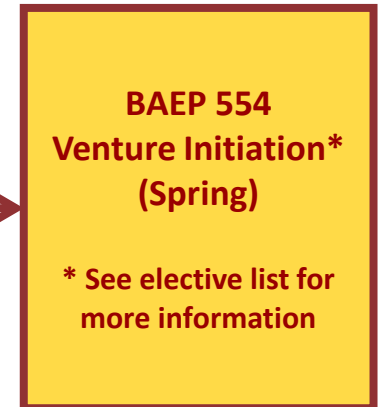 BAEP 554
Venture Initiation*
(Spring)
* See elective list for
more information